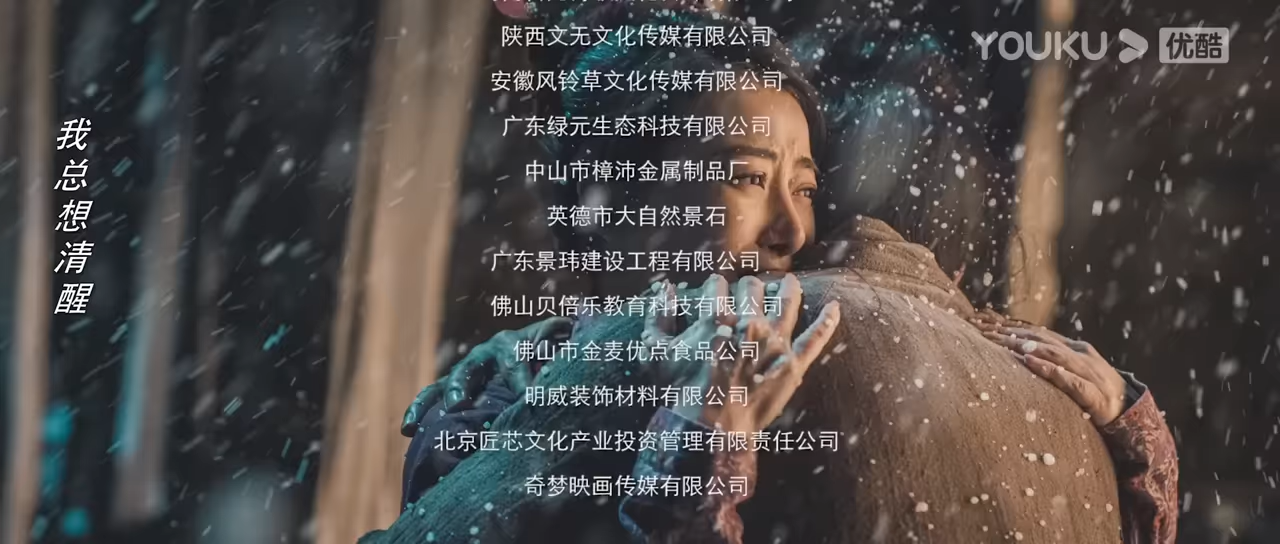 陕西文无文化传媒有限公司
安徽风铃草文化传媒有限公司
广东绿元生态科技有限公司
中山市樟沛金属制品厂
英德市大自然景石
广东景玮建设工程有限公司
佛山贝倍乐教育科技有限公司
佛山市金麦优点食品公司
明威装饰材料有限公司
北京匠芯文化产业投资管理有限责任公司
奇梦映画传媒有限公司
我总想清醒
YOUKU 优酷